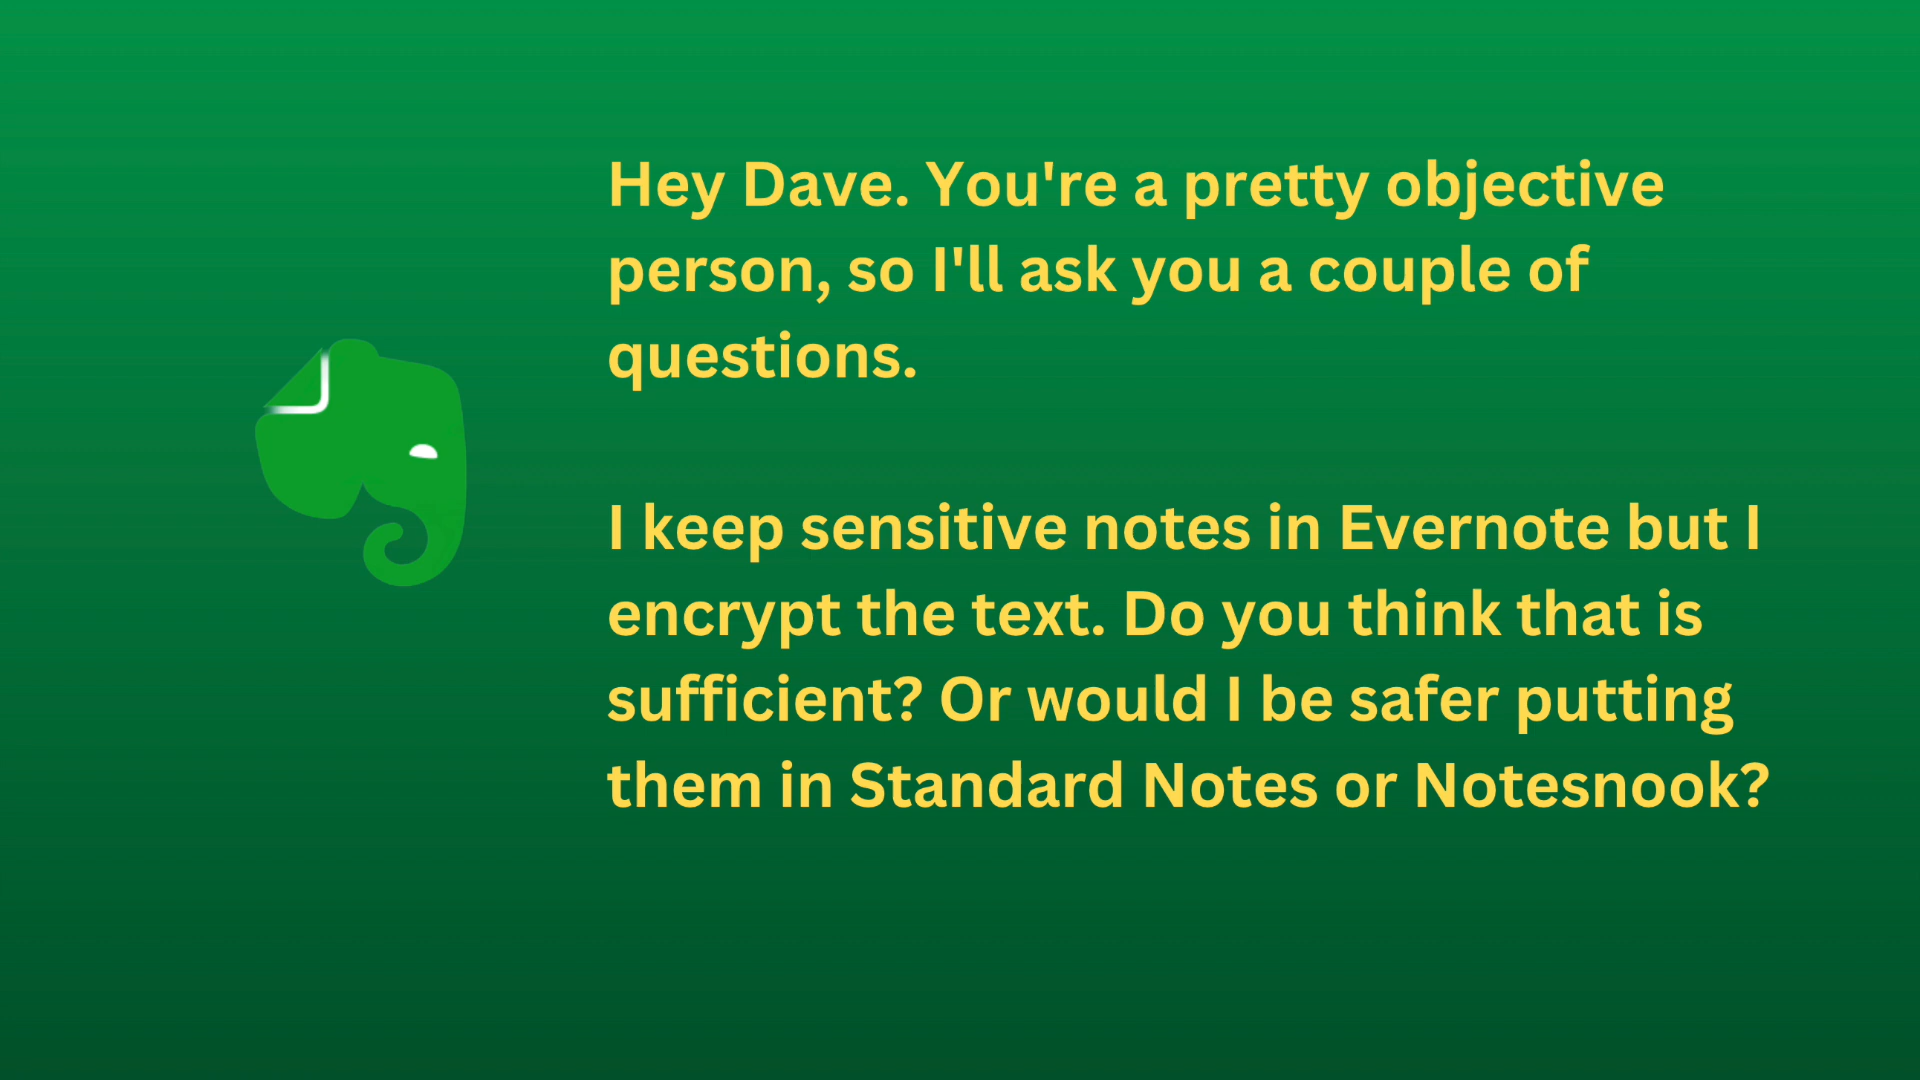 Hey Dave. You're a pretty objective
person, so I'll ask you a couple of
questions.
I keep sensitive notes in Evernote but I
encrypt the text. Do you think that is
sufficient? Or would I be safer putting
them in Standard Notes or Notesnook?